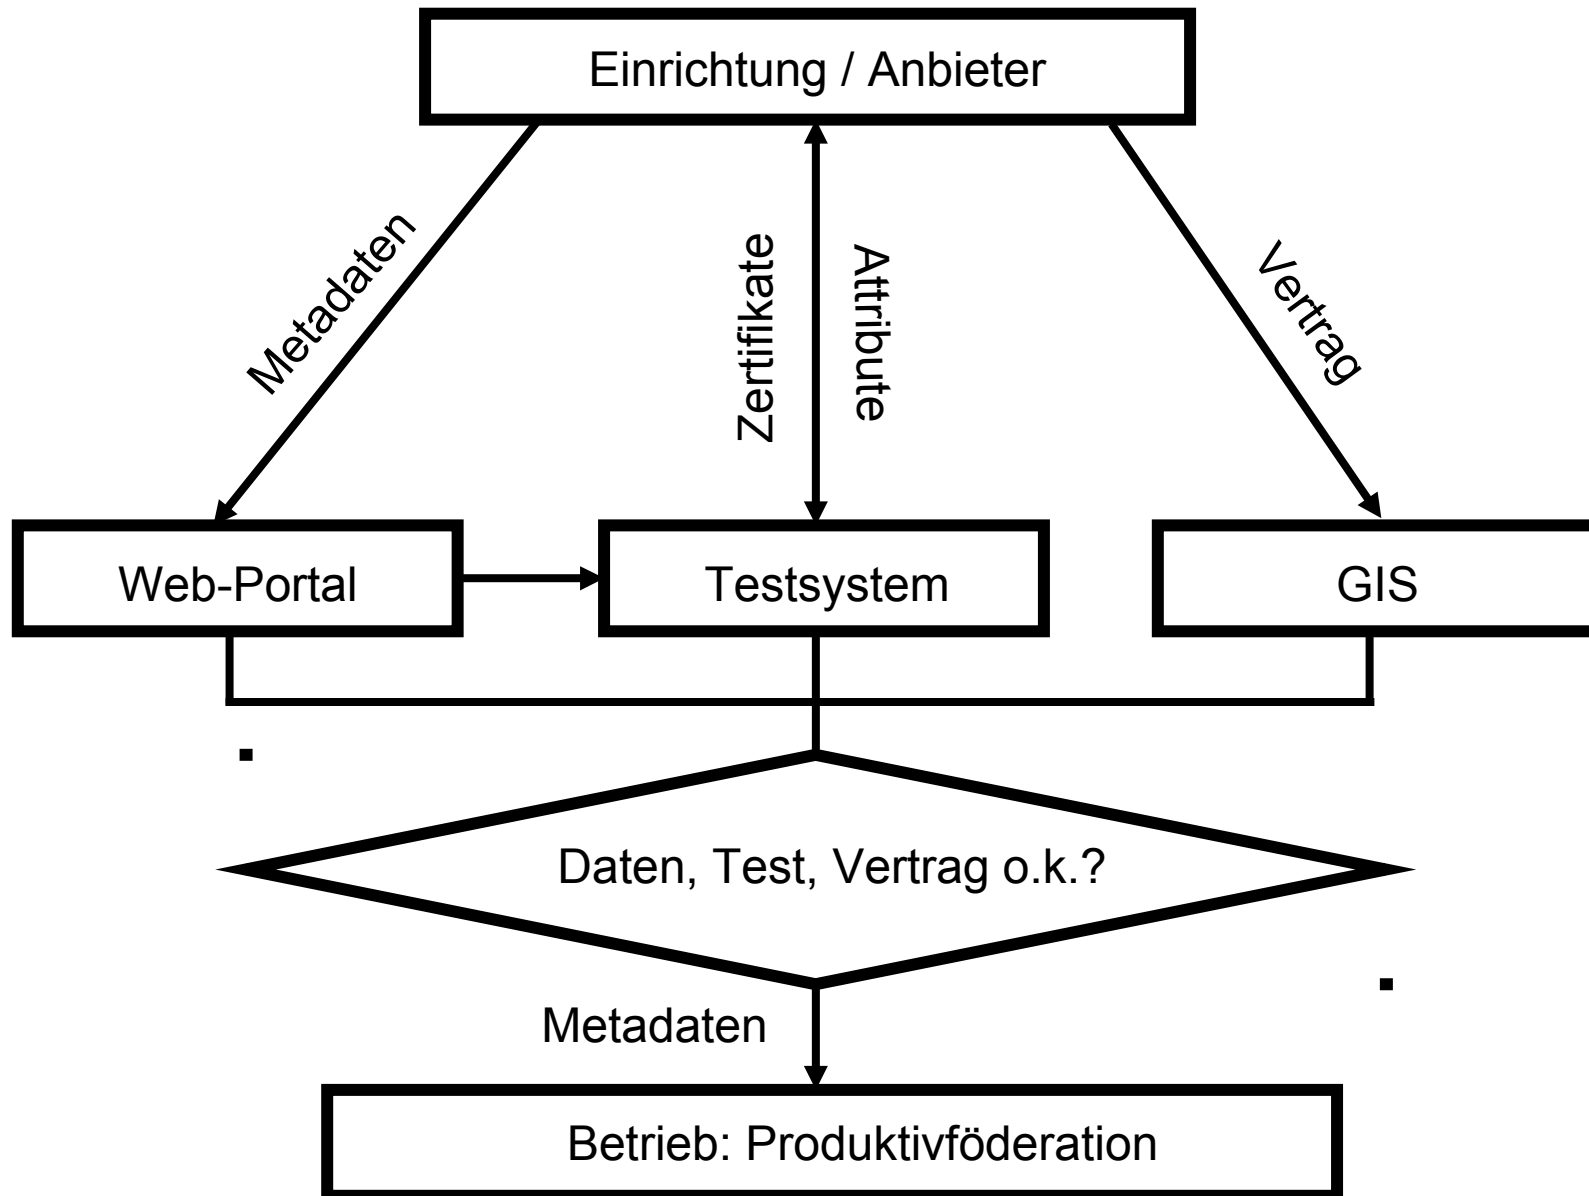 Einrichtung / Anbieter
Metadaten
Zertifikate
Attribute
Vertrag
Web-Portal
Testsystem
GIS
Daten, Test, Vertrag o.k.?
Metadaten
Betrieb: Produktivföderation